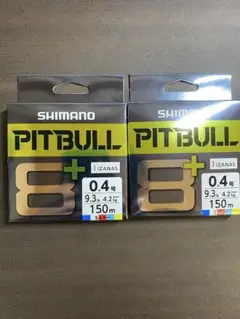 SHIMANO
PITBULL
8+
IZANAS
0.4号
9.3lb 4.2kg
150m
SHIMANO
PITBULL
8+
IZANAS
0.4号
9.3lb 4.2kg
150m